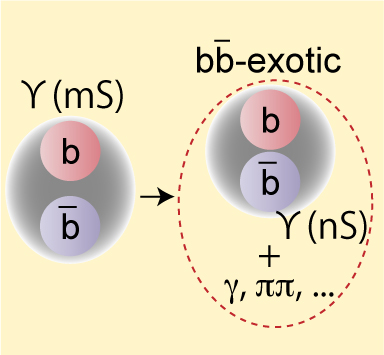 ϒ (mS)
b
b̅
bb̅-exotic
b
b̅
ϒ (nS)
+
γ, ππ, ...